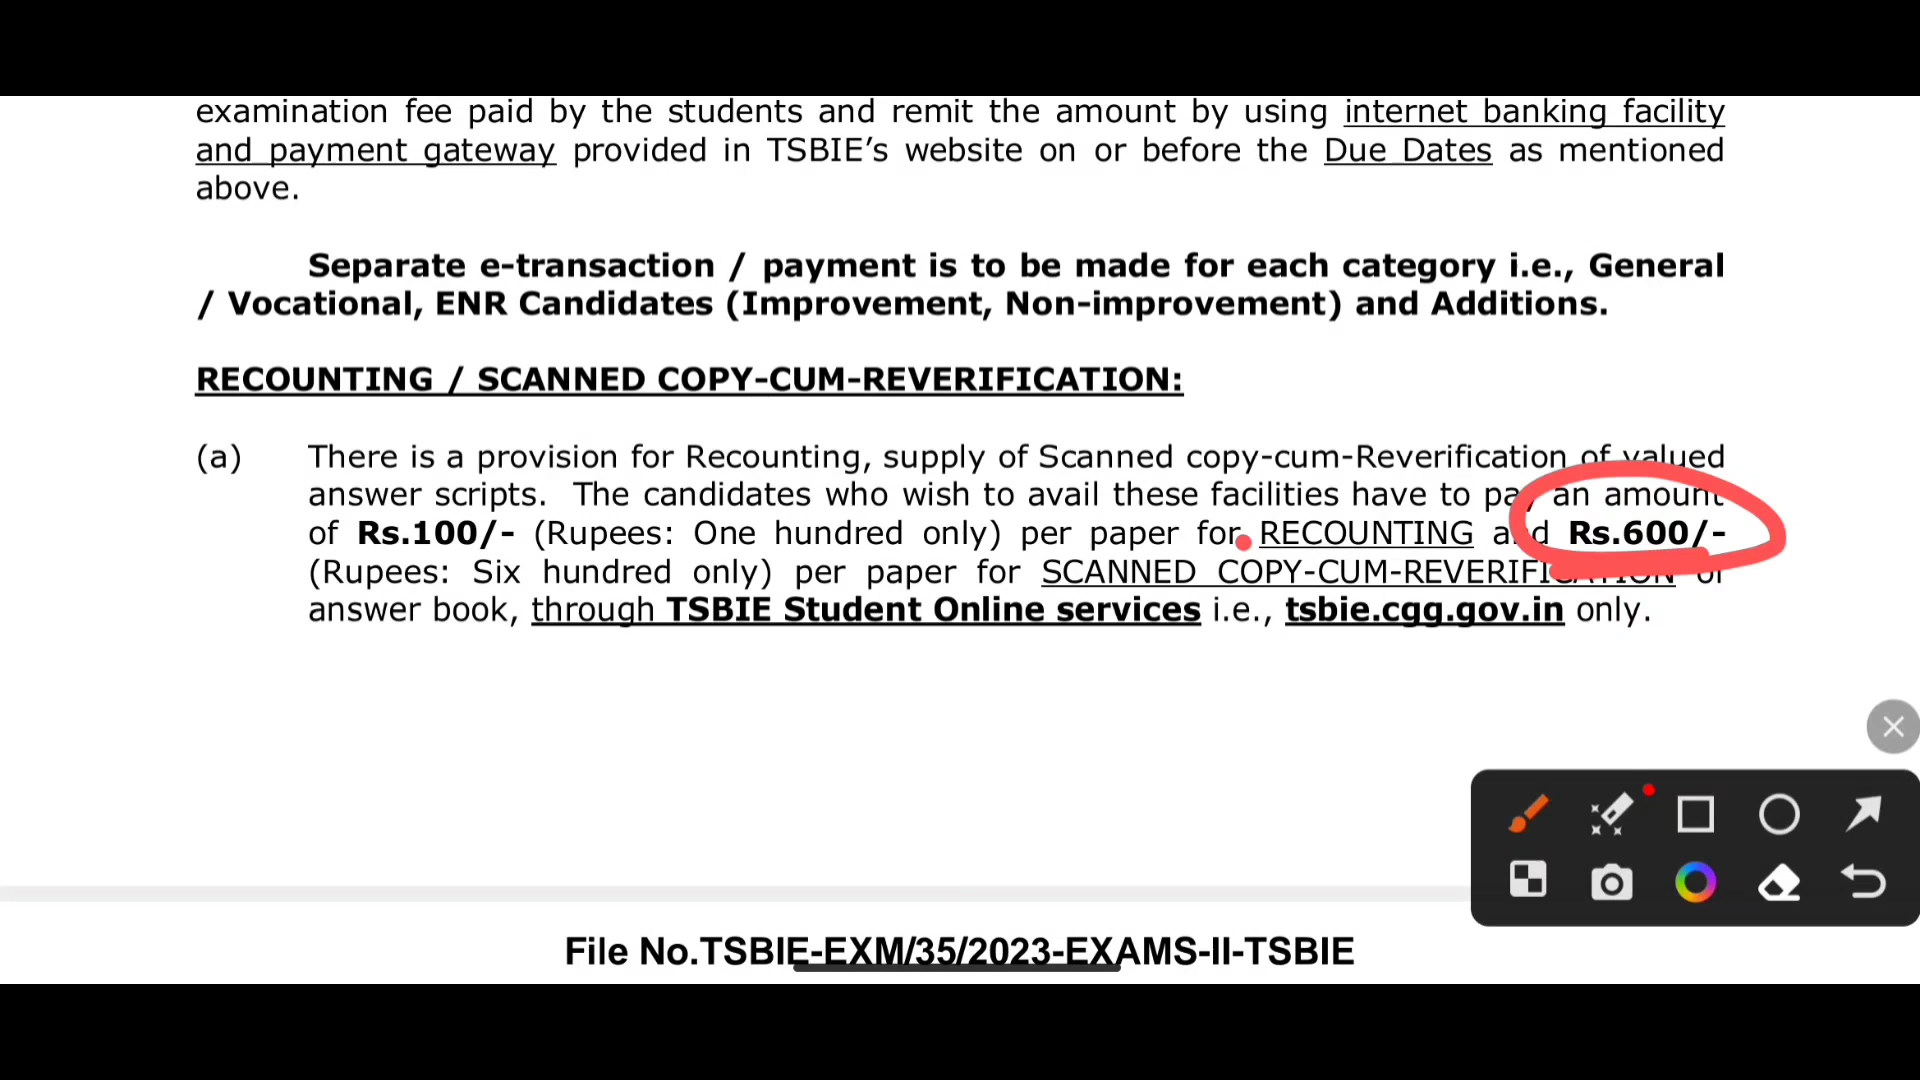 examination fee paid by the students and remit the amount by using internet banking facility
and payment gateway provided in TSBIE’s website on or before the Due Dates as mentioned
above.
Separate e-transaction / payment is to be made for each category i.e., General
/ Vocational, ENR Candidates (Improvement, Non-improvement) and Additions.
RECOUNTING / SCANNED COPY-CUM-REVERIFICATION:
(a) There is a provision for Recounting, supply of Scanned copy-cum-Reverification of valued
answer scripts. The candidates who wish to avail these facilities have to pay an amount
of Rs.100/- (Rupees: One hundred only) per paper for RECOUNTING and Rs.600/-
(Rupees: Six hundred only) per paper for SCANNED COPY-CUM-REVERIFICATION of
answer book, through TSBIE Student Online services i.e., tsbie.cgg.gov.in only.
File No.TSBIE-EXM/35/2023-EXAMS-II-TSBIE